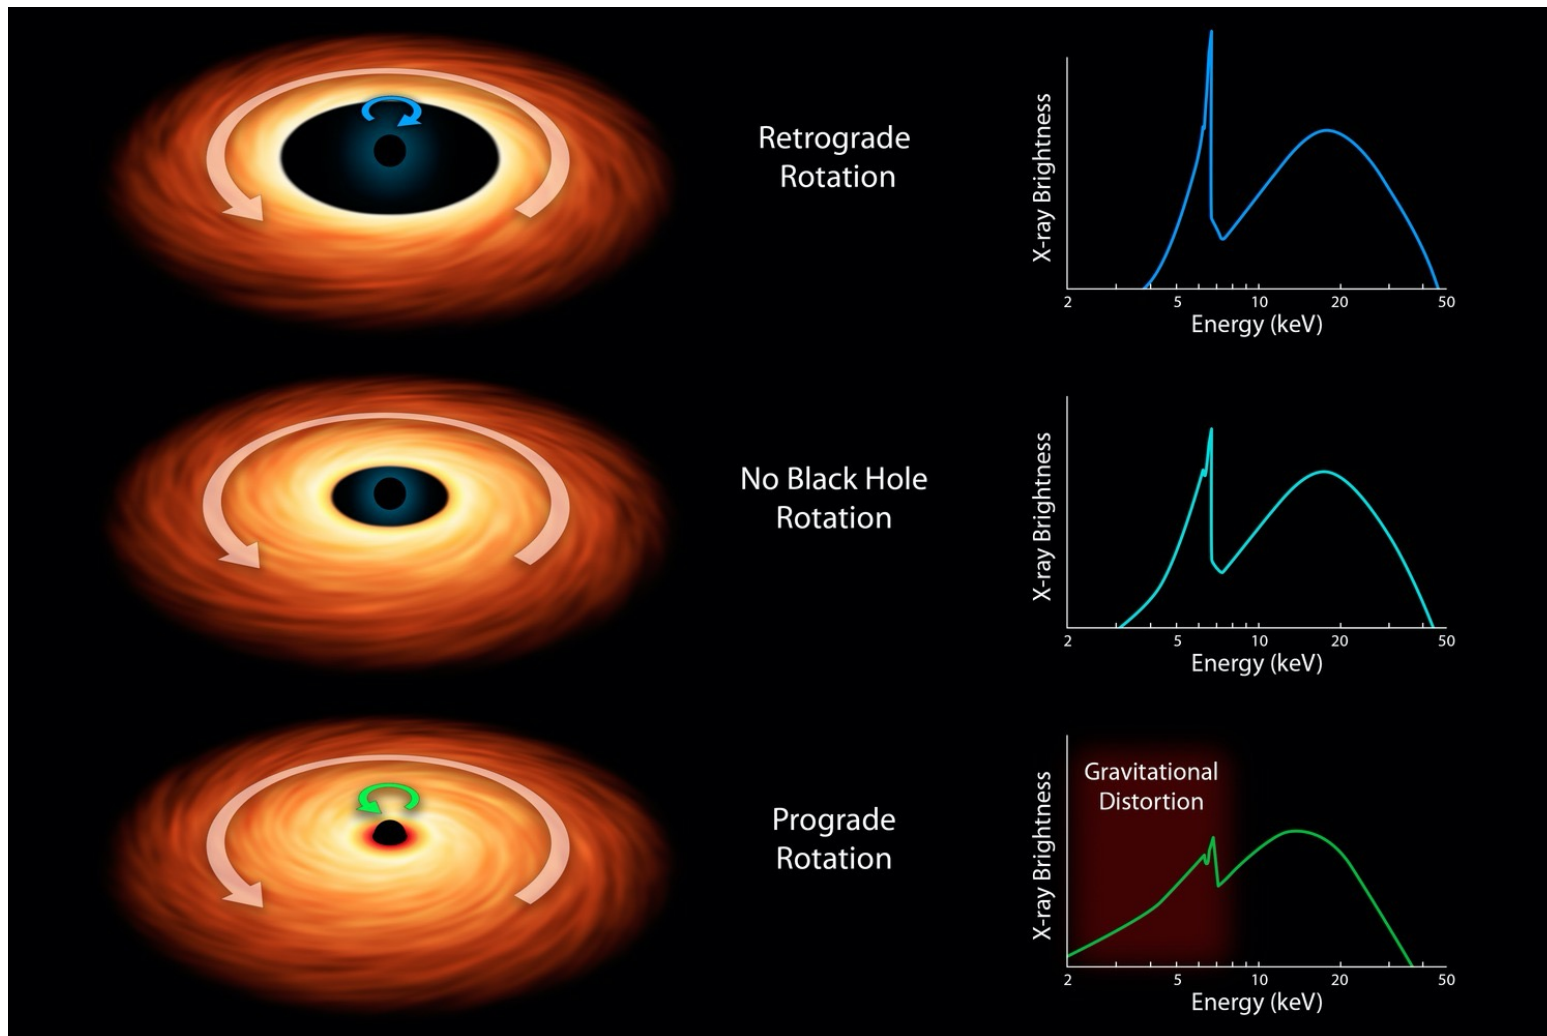 Retrograde
Rotation
X-ray Brightness
2 5 10 20 50
Energy (keV)
No Black Hole
Rotation
X-ray Brightness
2 5 10 20 50
Energy (keV)
Prograde
Rotation
X-ray Brightness
Gravitational
Distortion
2 5 10 20 50
Energy (keV)